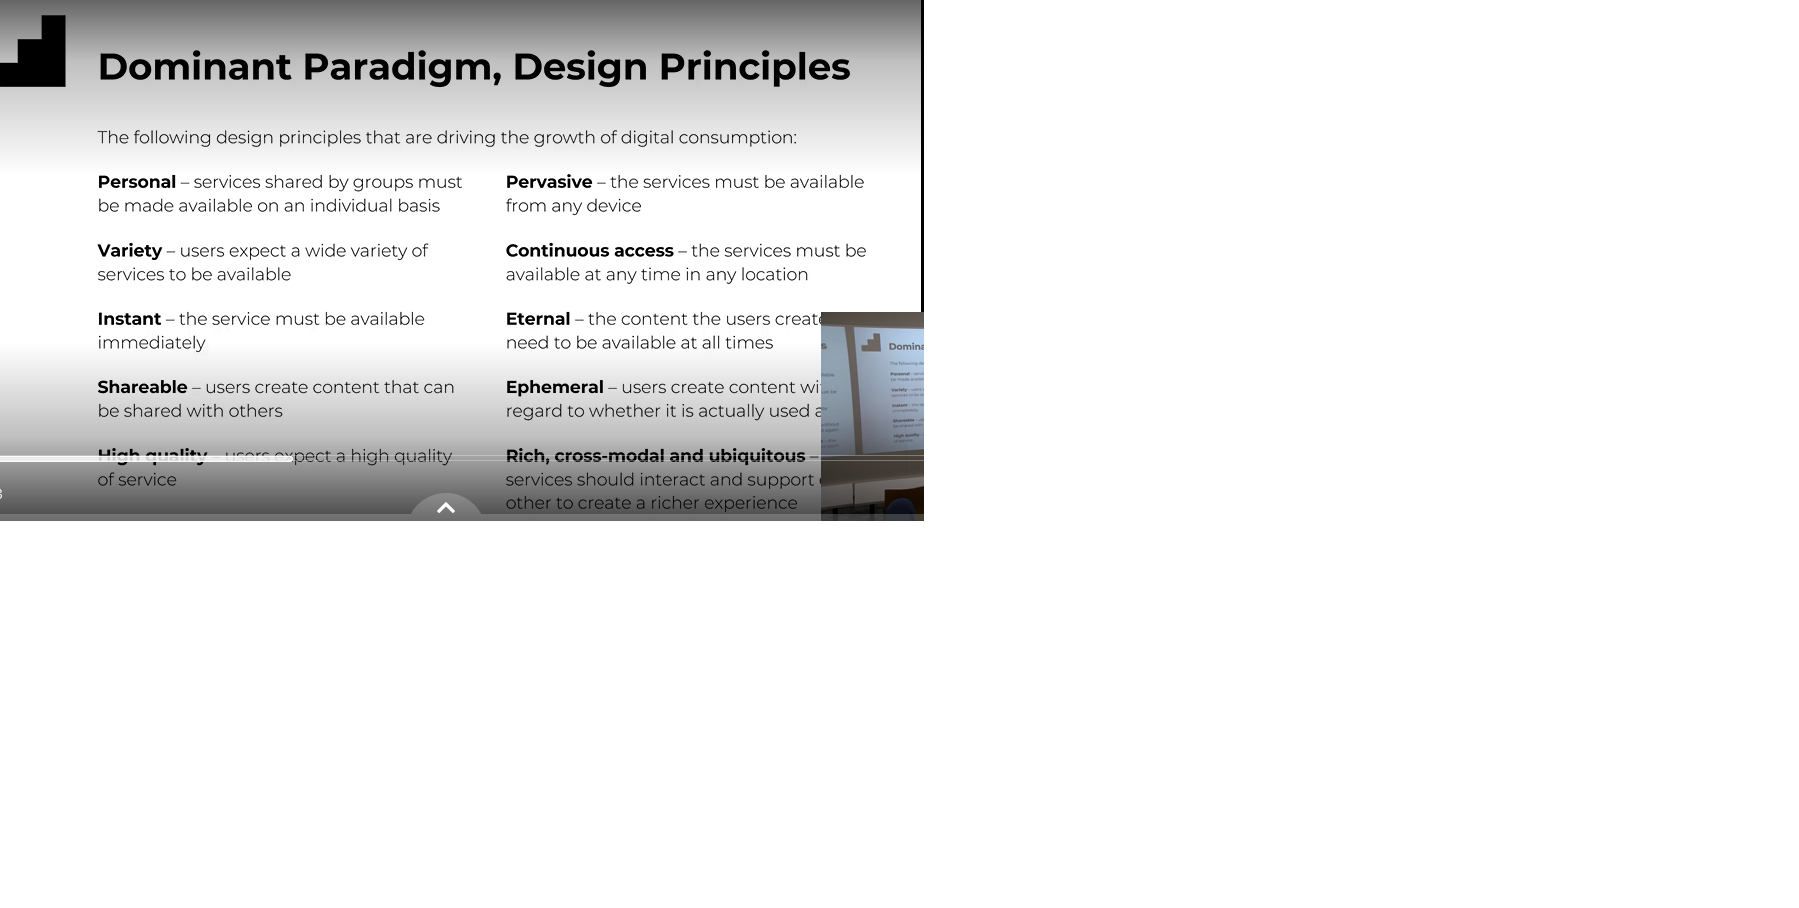 Dominant Paradigm, Design Principles
The following design principles that are driving the growth of digital consumption:
Personal – services shared by groups must
be made available on an individual basis
Variety – users expect a wide variety of
services to be available
Instant – the service must be available
immediately
Shareable – users create content that can
be shared with others
High quality – users expect a high quality
of service
Pervasive – the services must be available
from any device
Continuous access – the services must be
available at any time in any location
Eternal – the content the users create
need to be available at all times
Ephemeral – users create content
regard to whether it is actually used
Rich, cross-modal and ubiquitous –
services should interact and support
other to create a richer experience